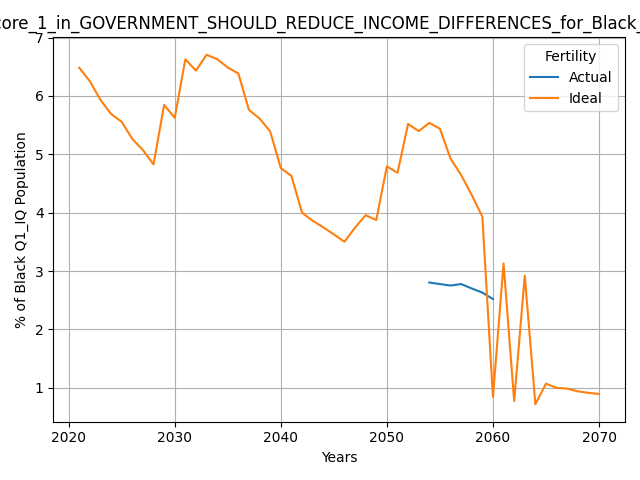 core_1_in_GOVERNMENT_SHOULD_REDUCE_INCOME_DIFFERENCES_for_Black_
7
6
5
4
3
2
1
% of Black Q1_IQ Population
Fertility
Actual
Ideal
2020 2030 2040 2050 2060 2070
Years